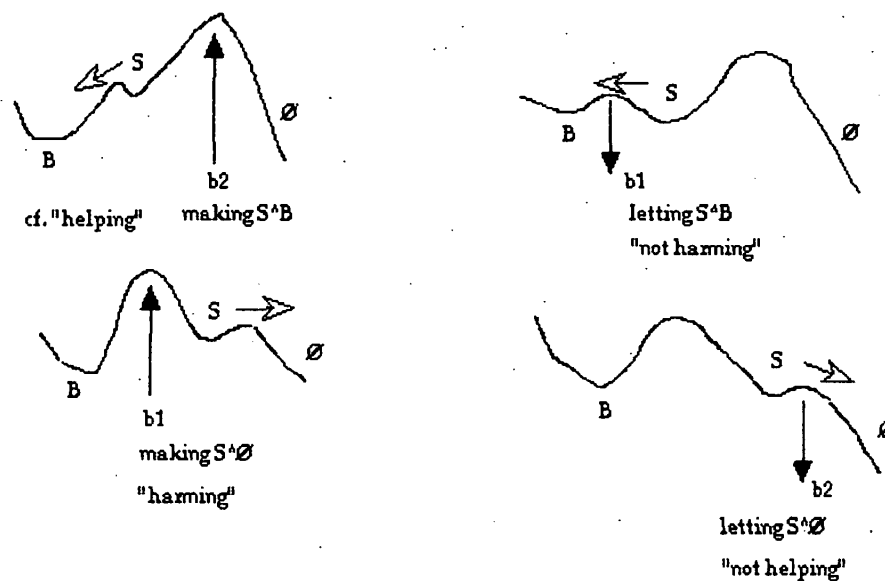 S
Ø
B
b2
cf. "helping"
making S^B
S
B
Ø
b1
letting S^B
"not harming"
S
Ø
B
b1
making S^Ø
"harming"
S
B
Ø
b2
letting S^Ø
"not helping"